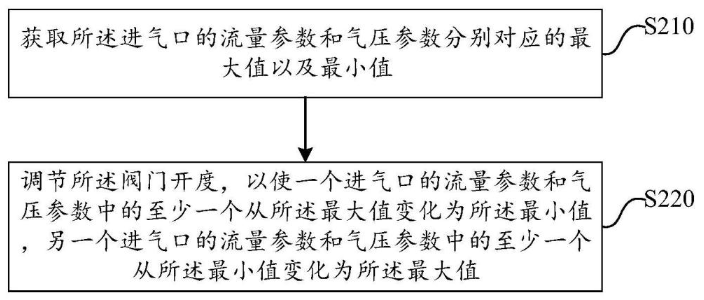 获取所述进气口的流量参数和气压参数分别对应的最
大值以及最小值
S210
调节所述阀门开度，以使一个进气口的流量参数和气
压参数中的至少一个从所述最大值变化为所述最小值
，另一个进气口的流量参数和气压参数中的至少一个
从所述最小值变化为所述最大值
S220